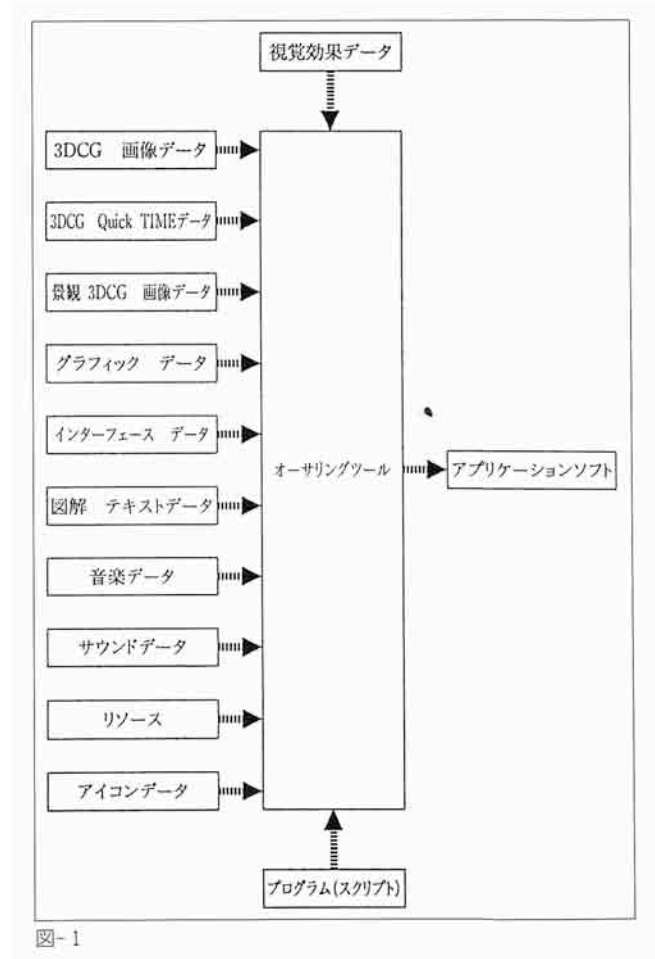 視覚効果データ
3DCG 画像データ
3DCG Quick TIMEデータ
景観 3DCG 画像データ
グラフィック データ
インターフェース データ
オーサリングツール
アプリケーションソフト
図解 テキストデータ
音楽データ
サウンドデータ
リソース
アイコンデータ
プログラム(スクリプト)
図-1